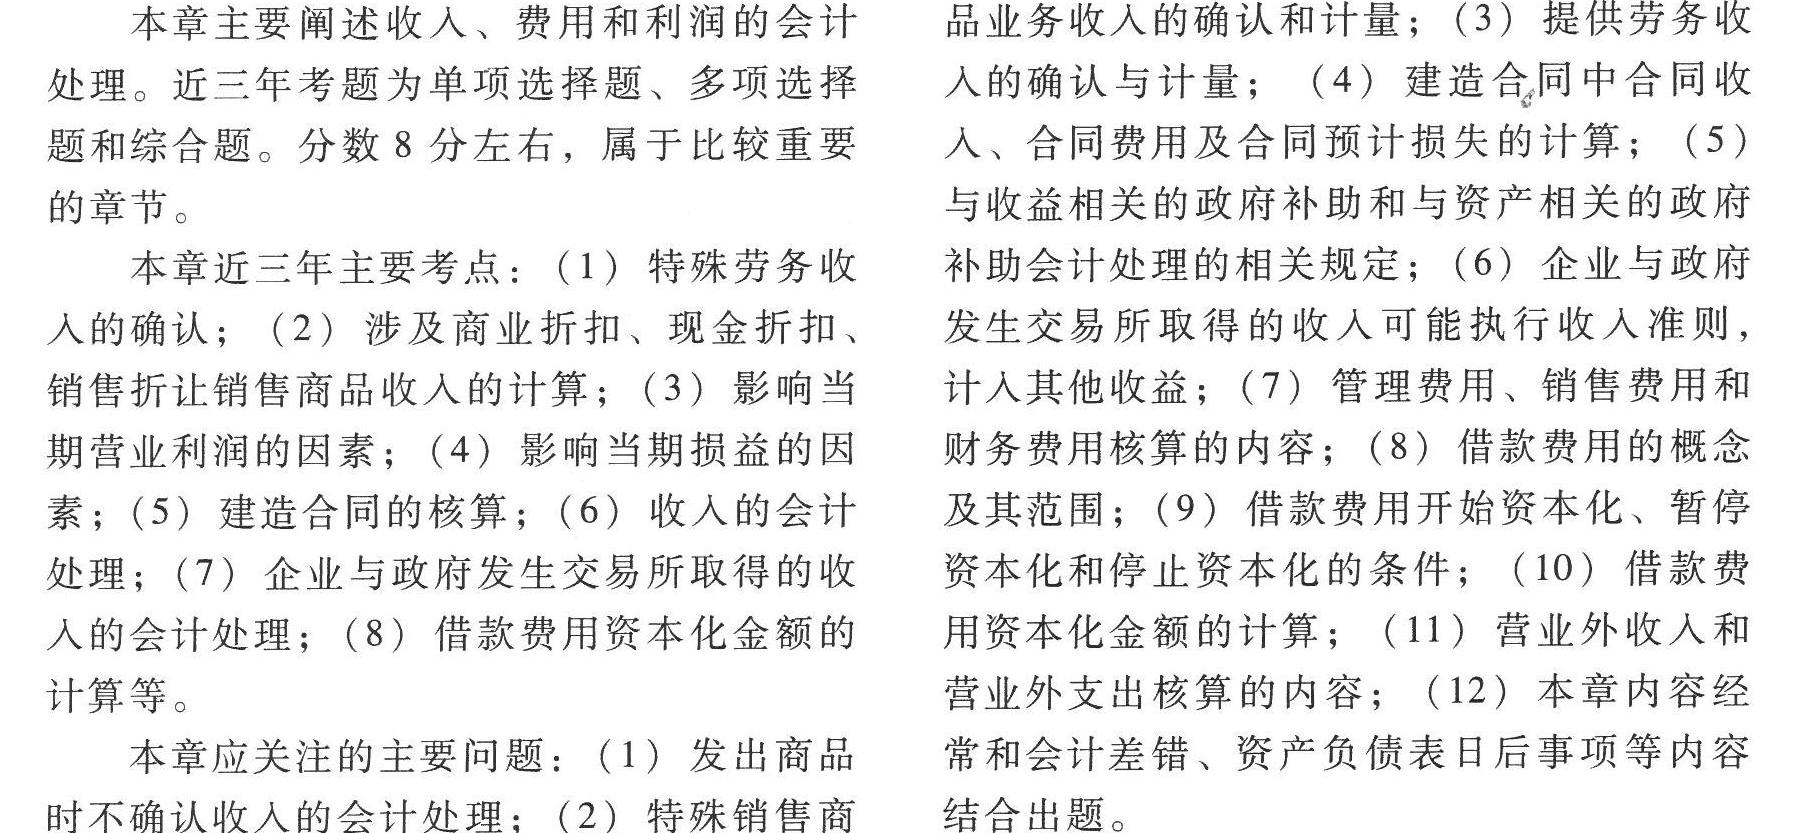 本章主要阐述收入、费用和利润的会计
处理。近三年考题为单项选择题、多项选择
题和综合题。分数 8 分左右，属于比较重要
的章节。
本章近三年主要考点：（1）特殊劳务收
入的确认；（2）涉及商业折扣、现金折扣、
销售折让销售商品收入的计算；（3）影响当
期营业利润的因素；（4）影响当期损益的因
素；（5）建造合同的核算；（6）收入的会计
处理；（7）企业与政府发生交易所取得的收
入的会计处理；（8）借款费用资本化金额的
计算等。
本章应关注的主要问题：（1）发出商品
时不确认收入的会计处理；（2）特殊销售商
品业务收入的确认和计量；（3）提供劳务收
入的确认与计量；（4）建造合同中合同收
入、合同费用及合同预计损失的计算；（5）
与收益相关的政府补助和与资产相关的政府
补助会计处理的相关规定；（6）企业与政府
发生交易所取得的收入可能执行收入准则，
计入其他收益；（7）管理费用、销售费用和
财务费用核算的内容；（8）借款费用的概念
及其范围；（9）借款费用开始资本化、暂停
资本化和停止资本化的条件；（10）借款费
用资本化金额的计算；（11）营业外收入和
营业外支出核算的内容；（12）本章内容经
常和会计差错、资产负债表日后事项等内容
结合出题。